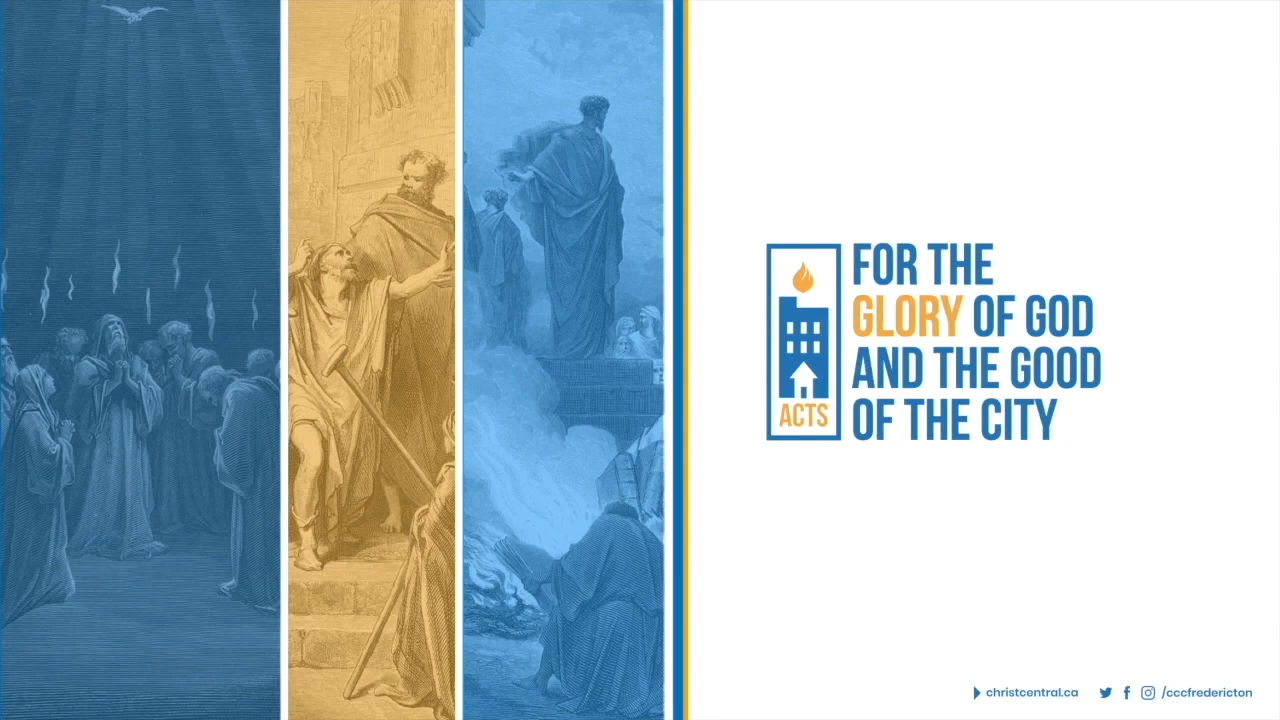 FOR THE
GLORY OF GOD
AND THE GOOD
OF THE CITY
ACTS
christcentral.ca
/cccfredericton